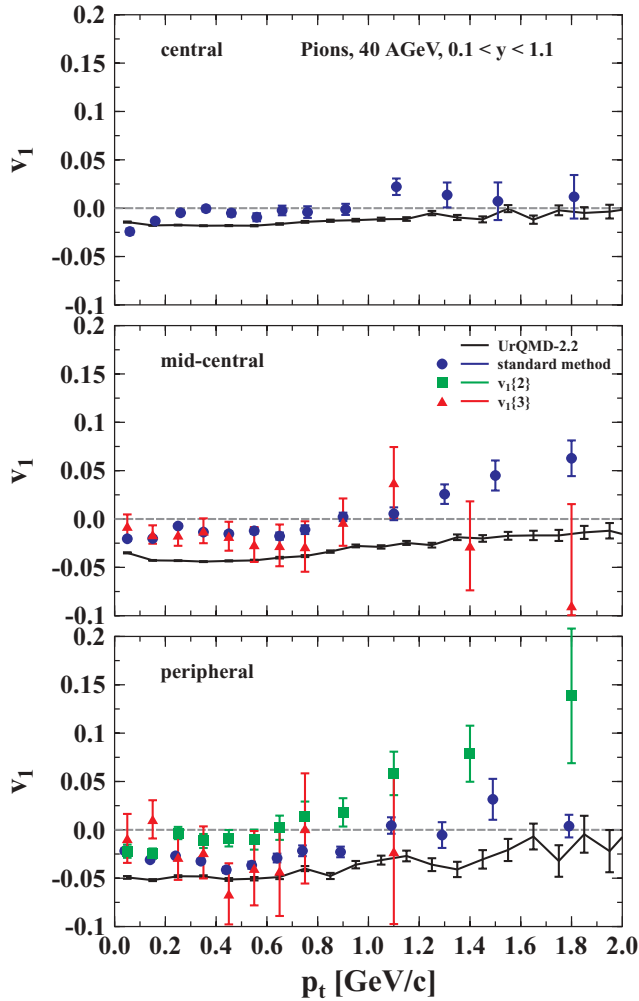 0.2
central
Pions, 40 AGeV, 0.1 < y < 1.1
0.15
0.1
0.05
v1
0.0
-0.05
-0.1
0.2
UrQMD-2.2
mid-central
standard method
0.15
v1{2}
v1{3}
0.1
0.05
v1
0.0
-0.05
-0.1
0.2
peripheral
0.15
0.1
0.05
v1
0.0
-0.05
-0.1
0.0 0.2 0.4 0.6 0.8 1.0 1.2 1.4 1.6 1.8 2.0
pt [GeV/c]